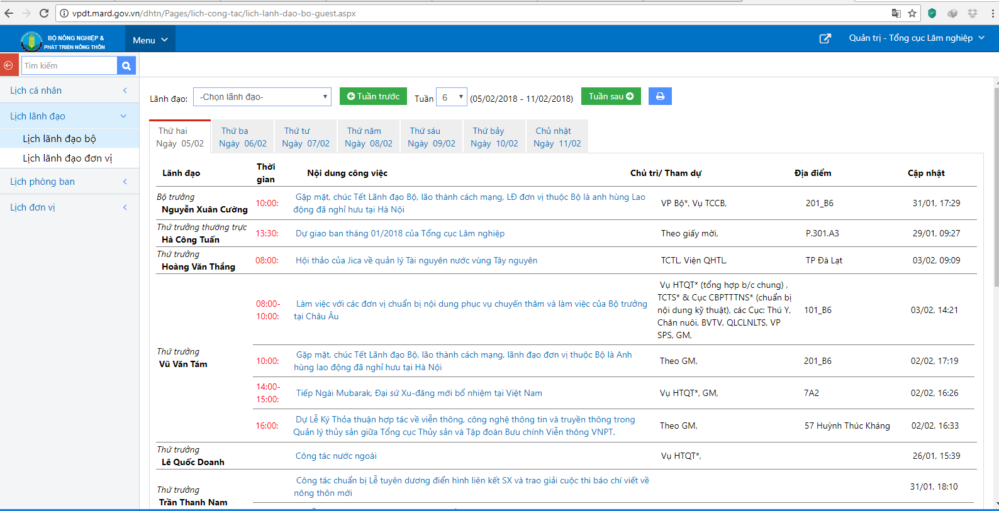 vpdt.mard.gov.vn/dhtn/Pages/lich-cong-tac/lich-lanh-dao-bo-guest.aspx
BỘ NÔNG NGHIỆP &
PHÁT TRIỂN NÔNG THÔN
Menu
Quản trị - Tổng cục Lâm nghiệp
Tìm kiếm
Lịch cá nhân
Lịch lãnh đạo
Lịch lãnh đạo bộ
Lịch lãnh đạo đơn vị
Lịch phòng ban
Lịch đơn vị
Lãnh đạo: -Chọn lãnh đạo- Tuần trước Tuần 6 (05/02/2018 - 11/02/2018) Tuần sau
Thứ hai Thứ ba Thứ tư Thứ năm Thứ sáu Thứ bảy Chủ nhật
Ngày 05/02 Ngày 06/02 Ngày 07/02 Ngày 08/02 Ngày 09/02 Ngày 10/02 Ngày 11/02
Lãnh đạo Thời gian Nội dung công việc Chủ trì/ Tham dự Địa điểm Cập nhật
Bộ trưởng
Nguyễn Xuân Cường
10:00:
Gặp mặt, chúc Tết Lãnh đạo Bộ, lão thành cách mạng, LĐ đơn vị thuộc Bộ là anh hùng Lao
động đã nghỉ hưu tại Hà Nội
VP Bộ*, Vụ TCCB,
201_B6
31/01, 17:29
Thứ trưởng thường trực
Hà Công Tuấn
13:30:
Dự giao ban tháng 01/2018 của Tổng cục Lâm nghiệp
Theo giấy mời,
P.301.A3
29/01, 09:27
Thứ trưởng
Hoàng Văn Thắng
08:00:
Hội thảo của Jica về quản lý Tài nguyên nước vùng Tây nguyên
TCTL, Viện QHTL,
TP Đà Lạt
03/02, 09:09
Thứ trưởng
Vũ Văn Tám
08:00-
10:00:
Làm việc với các đơn vị chuẩn bị nội dung phục vụ chuyến thăm và làm việc của Bộ trưởng
tại Châu Âu
Vụ HTQT* (tổng hợp b/c chung) ,
TCTS* & Cục CBPTTTNS* (chuẩn bị
nội dung kỹ thuật), các Cục: Thú Y,
Chăn nuôi, BVTV, QLCLNLTS, VP
SPS, GM,
101_B6
03/02, 14:21
10:00:
Gặp mặt, chúc Tết Lãnh đạo Bộ, lão thành cách mạng, lãnh đạo đơn vị thuộc Bộ là Anh
hùng lao động đã nghỉ hưu tại Hà Nội
Theo GM,
201_B6
02/02, 17:19
14:00-
15:00:
Tiếp Ngài Mubarak, Đại sứ Xu-đăng mới bổ nhiệm tại Việt Nam
Vụ HTQT*, GM,
7A2
02/02, 16:26
16:00:
Dự Lễ Ký Thỏa thuận hợp tác về viễn thông, công nghệ thông tin và truyền thông trong
Quản lý thủy sản giữa Tổng cục Thủy sản và Tập đoàn Bưu chính Viễn thông VNPT.
Theo GM,
57 Huỳnh Thúc Kháng
02/02, 16:33
Thứ trưởng
Lê Quốc Doanh
Công tác nước ngoài
Vụ HTQT*,
26/01, 15:39
Thứ trưởng
Trần Thanh Nam
Công tác chuẩn bị Lễ tuyên dương điển hình liên kết SX và trao giải cuộc thi báo chí viết về
nông thôn mới
31/01, 18:10